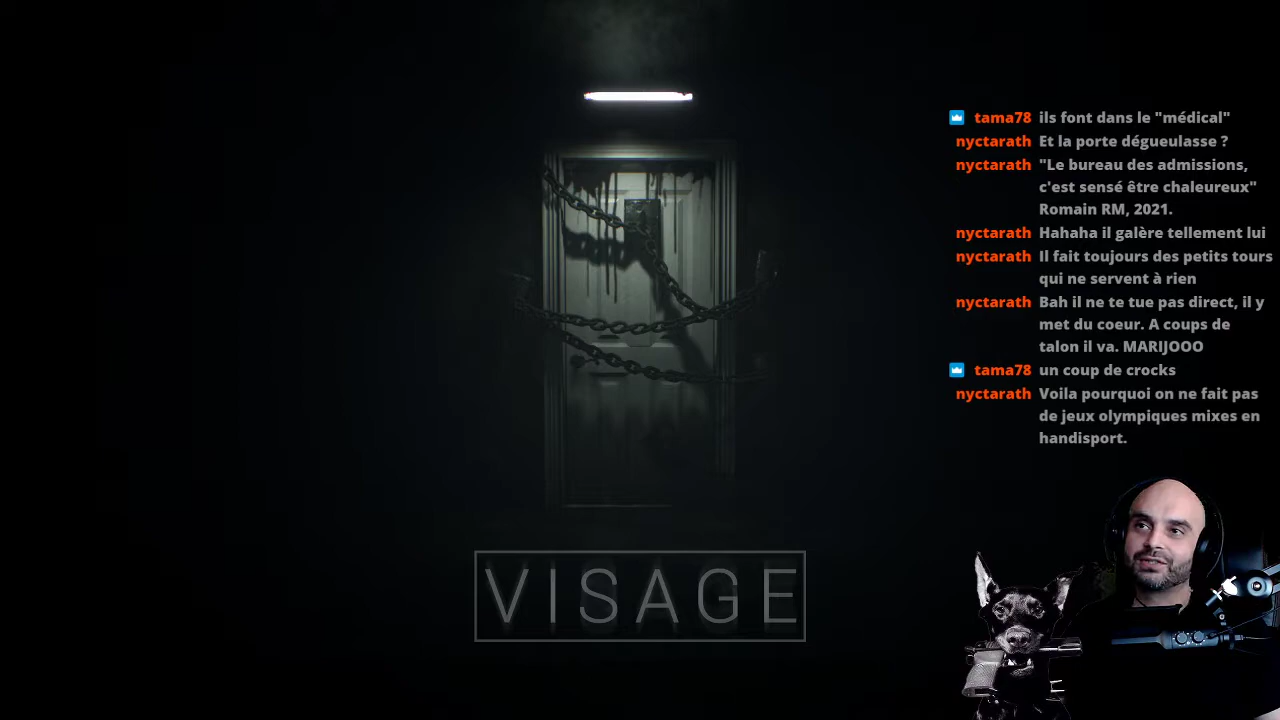 tama78 ils font dans le "médical"
nyctarath Et la porte dégueulasse ?
nyctarath "Le bureau des admissions,
c'est sensé être chaleureux"
Romain RM, 2021.
nyctarath Hahaha il galère tellement lui
nyctarath Il fait toujours des petits tours
qui ne servent à rien
nyctarath Bah il ne te tue pas direct, il y
met du coeur. A coups de
talon il va. MARIJOOO
tama78 un coup de crocks
nyctarath Voila pourquoi on ne fait pas
de jeux olympiques mixes en
handisport.
VISAGE